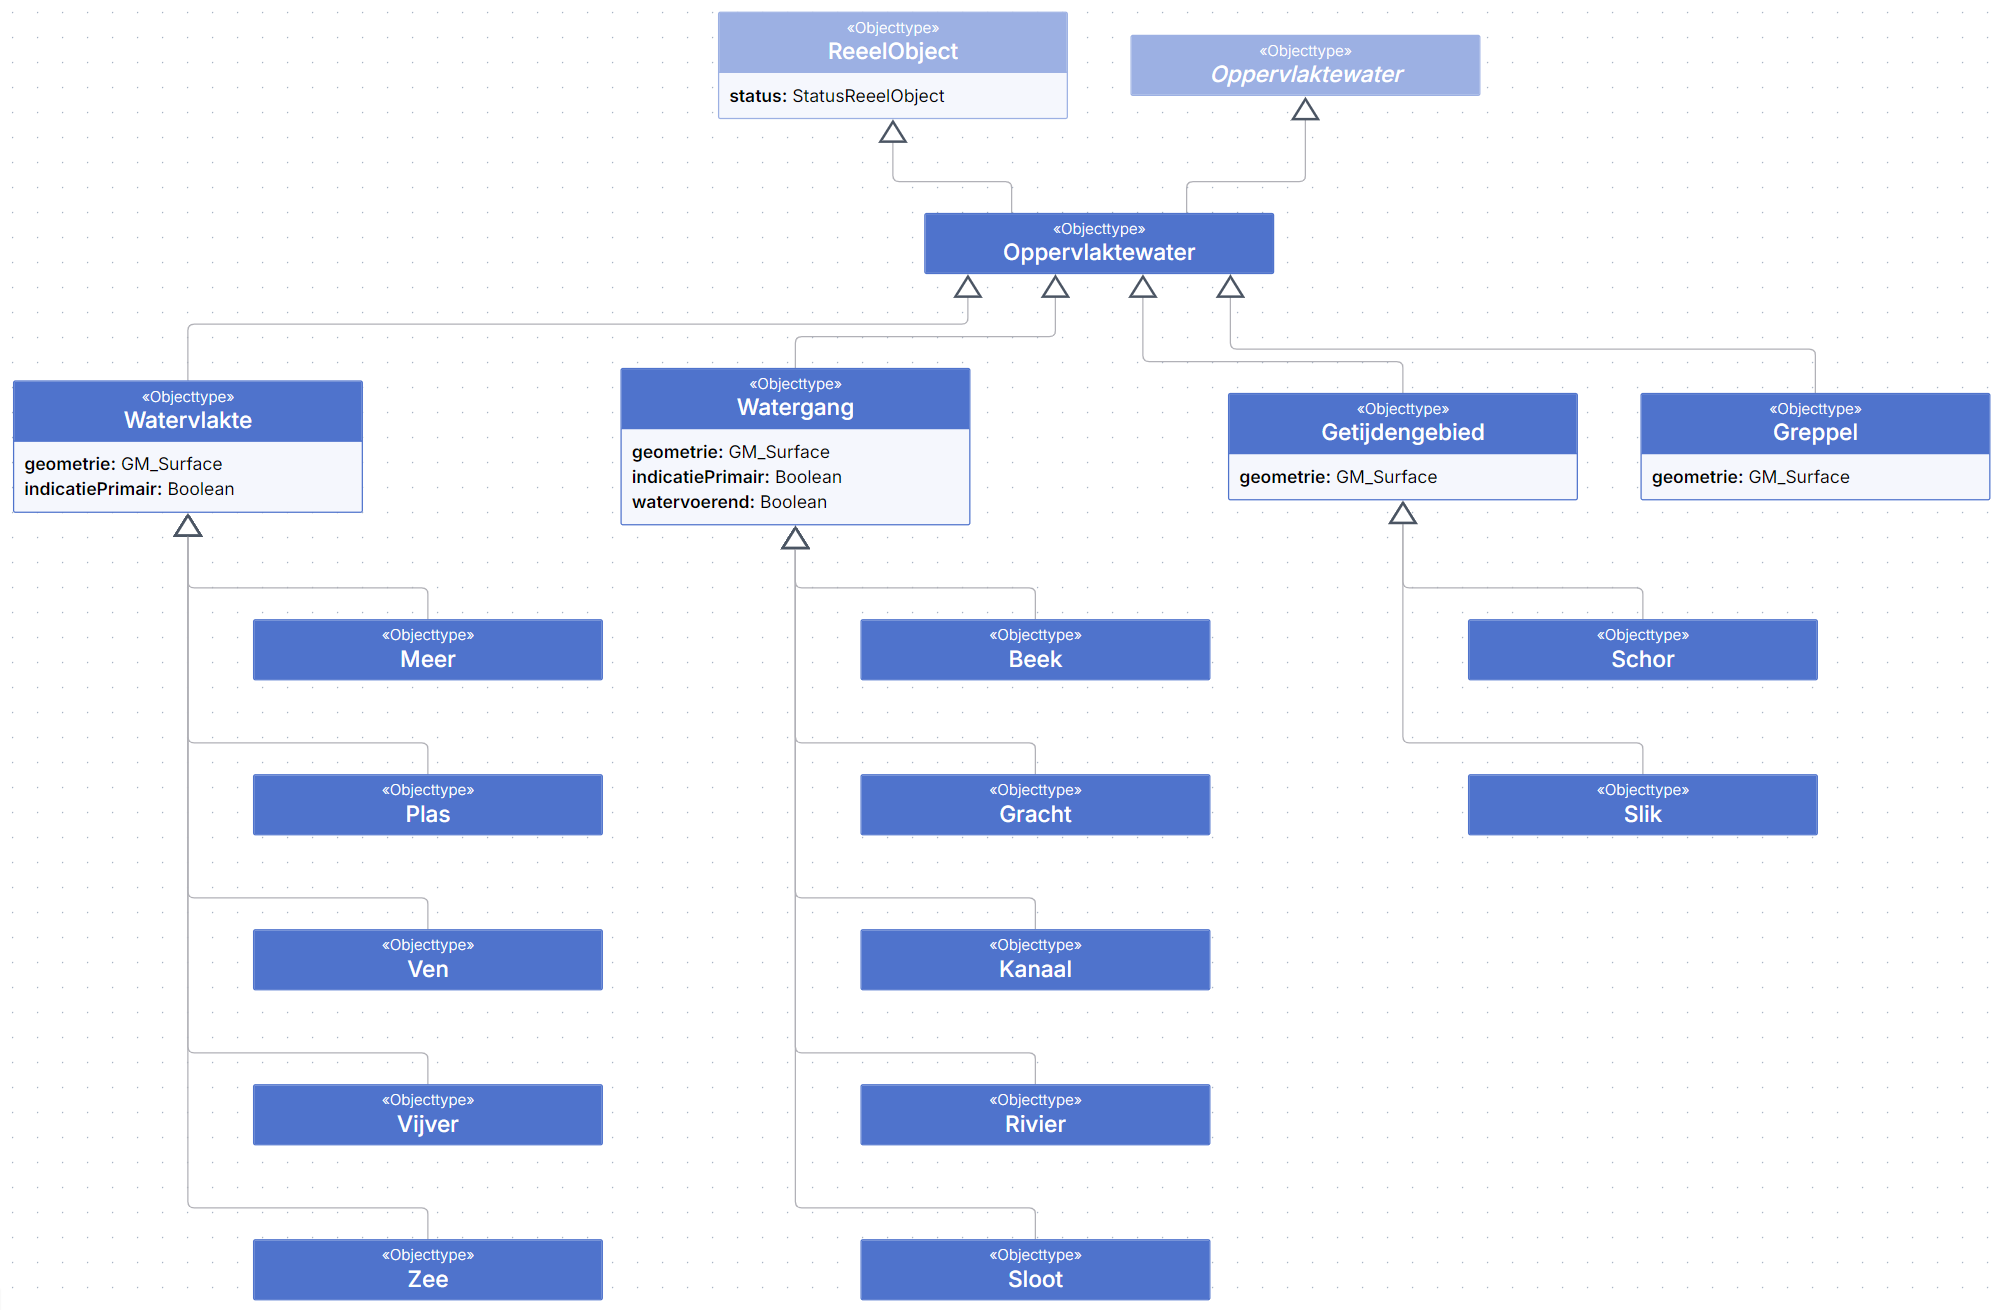 «Objecttype»
ReeelObject
status: StatusReeelObject
«Objecttype»
Oppervlaktewater
«Objecttype»
Oppervlaktewater
«Objecttype»
Watervlakte
geometrie: GM_Surface
indicatiePrimair: Boolean
«Objecttype»
Watergang
geometrie: GM_Surface
indicatiePrimair: Boolean
watervoerend: Boolean
«Objecttype»
Getijdengebied
geometrie: GM_Surface
«Objecttype»
Greppel
geometrie: GM_Surface
«Objecttype»
Meer
«Objecttype»
Beek
«Objecttype»
Schor
«Objecttype»
Plas
«Objecttype»
Gracht
«Objecttype»
Slik
«Objecttype»
Ven
«Objecttype»
Kanaal
«Objecttype»
Vijver
«Objecttype»
Rivier
«Objecttype»
Zee
«Objecttype»
Sloot